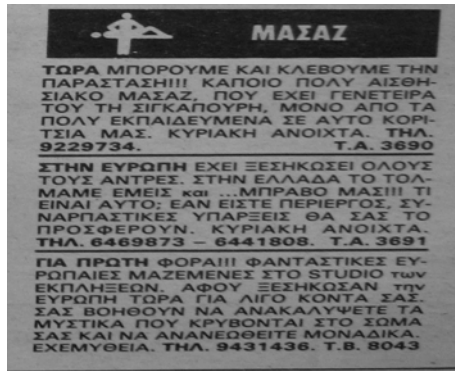 ΜΑΣΑΖ
ΤΩΡΑ ΜΠΟΡΟΥΜΕ ΚΑΙ ΚΛΕΒΟΥΜΕ ΤΗΝ
ΠΑΡΑΣΤΑΣΗ!!! ΚΑΠΟΙΟ ΠΟΛΥ ΑΙΣΘΗ-
ΣΙΑΚΟ ΜΑΣΑΖ, ΠΟΥ ΕΧΕΙ ΓΕΝΕΤΕΙΡΑ
ΤΟΥ ΤΗ ΣΙΓΚΑΠΟΥΡΗ, ΜΟΝΟ ΑΠΟ ΤΑ
ΠΟΛΥ ΕΚΠΑΙΔΕΥΜΕΝΑ ΣΕ ΑΥΤΟ ΚΟΡΙ-
ΤΣΙΑ ΜΑΣ. ΚΥΡΙΑΚΗ ΑΝΟΙΧΤΑ. ΤΗΛ.
9229734. Τ.Α. 3690
ΣΤΗΝ ΕΥΡΩΠΗ ΕΧΕΙ ΞΕΣΗΚΩΣΕΙ ΟΛΟΥΣ
ΤΟΥΣ ΑΝΤΡΕΣ. ΣΤΗΝ ΕΛΛΑΔΑ ΤΟ ΤΟΛ-
ΜΑΜΕ ΕΜΕΙΣ και ...ΜΠΡΑΒΟ ΜΑΣ!!! ΤΙ
ΕΙΝΑΙ ΑΥΤΟ; ΕΑΝ ΕΙΣΤΕ ΠΕΡΙΕΡΓΟΣ, ΣΥ-
ΝΑΡΠΑΣΤΙΚΕΣ ΥΠΑΡΞΕΙΣ ΘΑ ΣΑΣ ΤΟ
ΠΡΟΣΦΕΡΟΥΝ. ΚΥΡΙΑΚΗ ΑΝΟΙΧΤΑ.
ΤΗΛ. 6469873 – 6441808. Τ.Α. 3691
ΓΙΑ ΠΡΩΤΗ ΦΟΡΑ!!! ΦΑΝΤΑΣΤΙΚΕΣ ΕΥ-
ΡΩΠΑΙΕΣ ΜΑΖΕΜΕΝΕΣ ΣΤΟ STUDIO των
ΕΚΠΛΗΞΕΩΝ. ΑΦΟΥ ΞΕΣΗΚΩΣΑΝ την
ΕΥΡΩΠΗ ΤΩΡΑ ΓΙΑ ΛΙΓΟ ΚΟΝΤΑ ΣΑΣ.
ΣΑΣ ΒΟΗΘΟΥΝ ΝΑ ΑΝΑΚΑΛΥΨΕΤΕ ΤΑ
ΜΥΣΤΙΚΑ ΠΟΥ ΚΡΥΒΟΝΤΑΙ ΣΤΟ ΣΩΜΑ
ΣΑΣ ΚΑΙ ΝΑ ΑΝΑΝΕΩΘΕΙΤΕ ΜΟΝΑΔΙΚΑ.
ΕΧΕΜΥΘΕΙΑ. ΤΗΛ. 9431436. Τ.Β. 8043